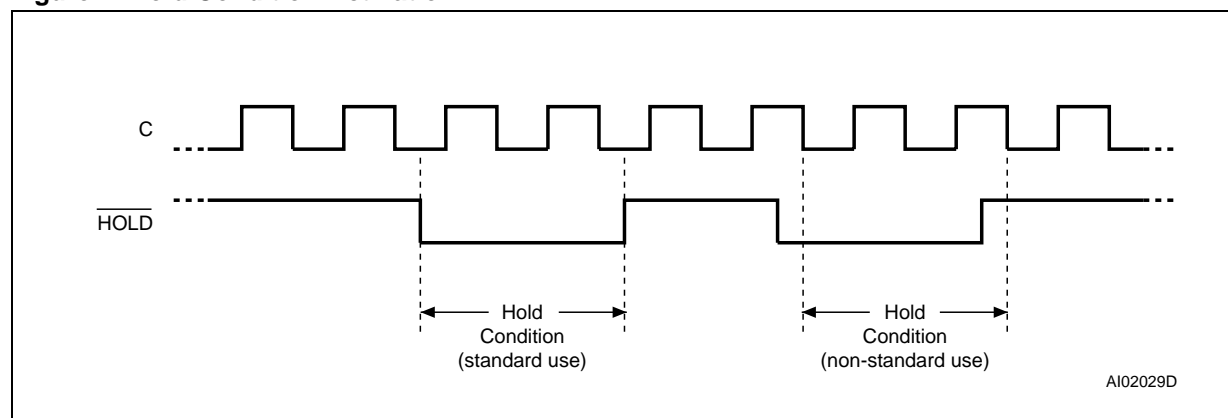 C
HOLD
Hold
Condition
(standard use)
Hold
Condition
(non-standard use)
AI02029D